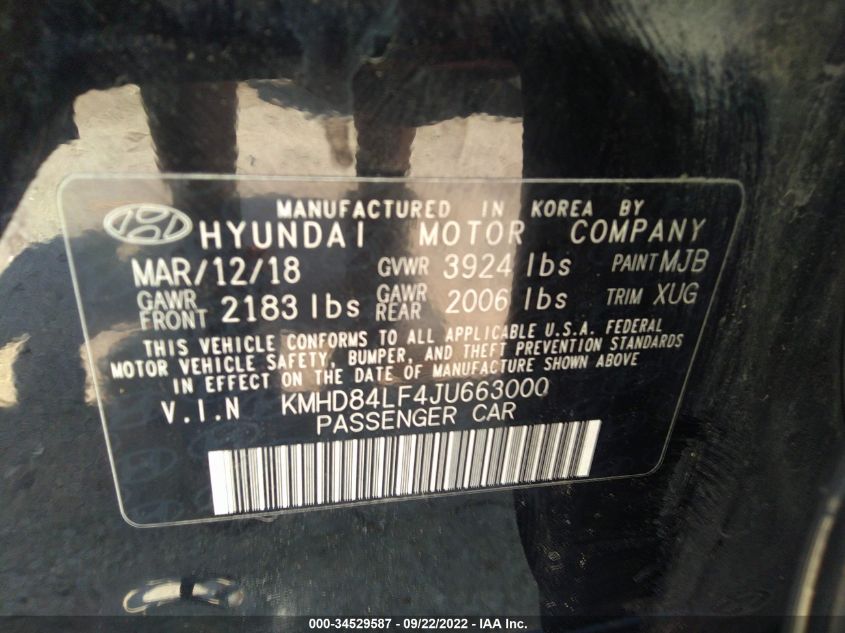 MANUFACTURED IN KOREA BY
HYUNDAI MOTOR COMPANY
MAR/12/18 GVWR 3924 lbs PAINT MJB
GAWR FRONT 2183 lbs GAWR REAR 2006 lbs TRIM XUG
THIS VEHICLE CONFORMS TO ALL APPLICABLE U.S.A. FEDERAL
MOTOR VEHICLE SAFETY, BUMPER, AND THEFT PREVENTION STANDARDS
IN EFFECT ON THE DATE OF MANUFACTURE SHOWN ABOVE
V.I.N KMHD84LF4JU663000
PASSENGER CAR
000-34529587 - 09/22/2022 - IAA Inc.